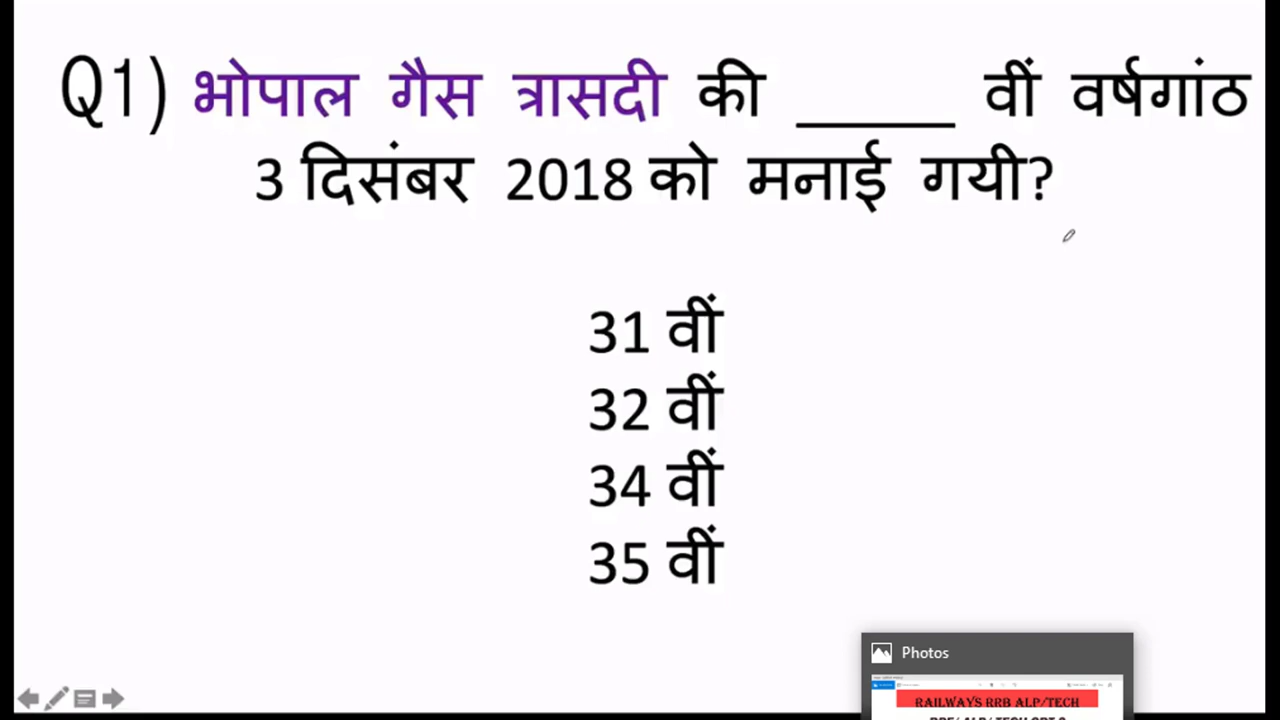 Q1) भोपाल गैस त्रासदी की _____ वीं वर्षगांठ
3 दिसंबर 2018 को मनाई गयी?
31 वीं
32 वीं
34 वीं
35 वीं
Photos
RAILWAYS RRB ALP/TECH